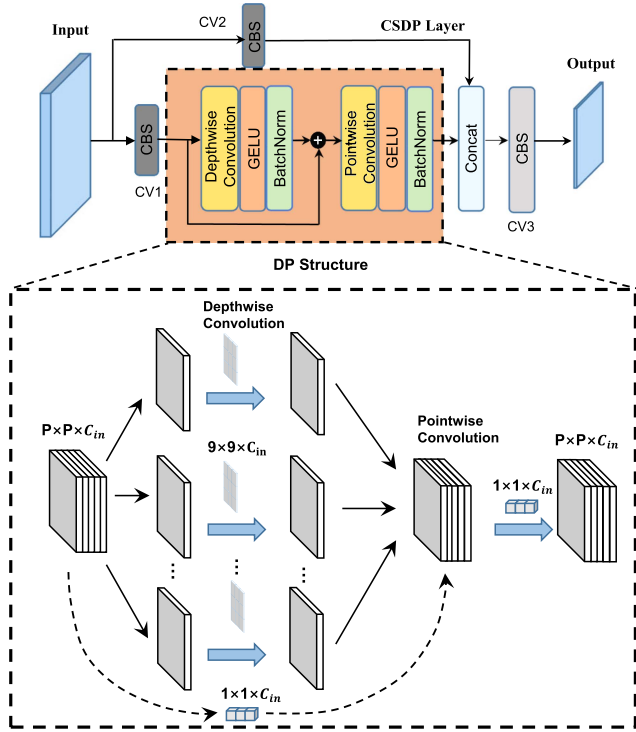 Input
CV2
CBS
CSDP Layer
Output
CBS
CV1
Depthwise
Convolution
GELU
BatchNorm
+
Pointwise
Convolution
GELU
BatchNorm
Concat
CBS
CV3
DP Structure
Depthwise
Convolution
P×P×C_in
9×9×C_in
Pointwise
Convolution
P×P×C_in
1×1×C_in
...
...
...
1×1×C_in